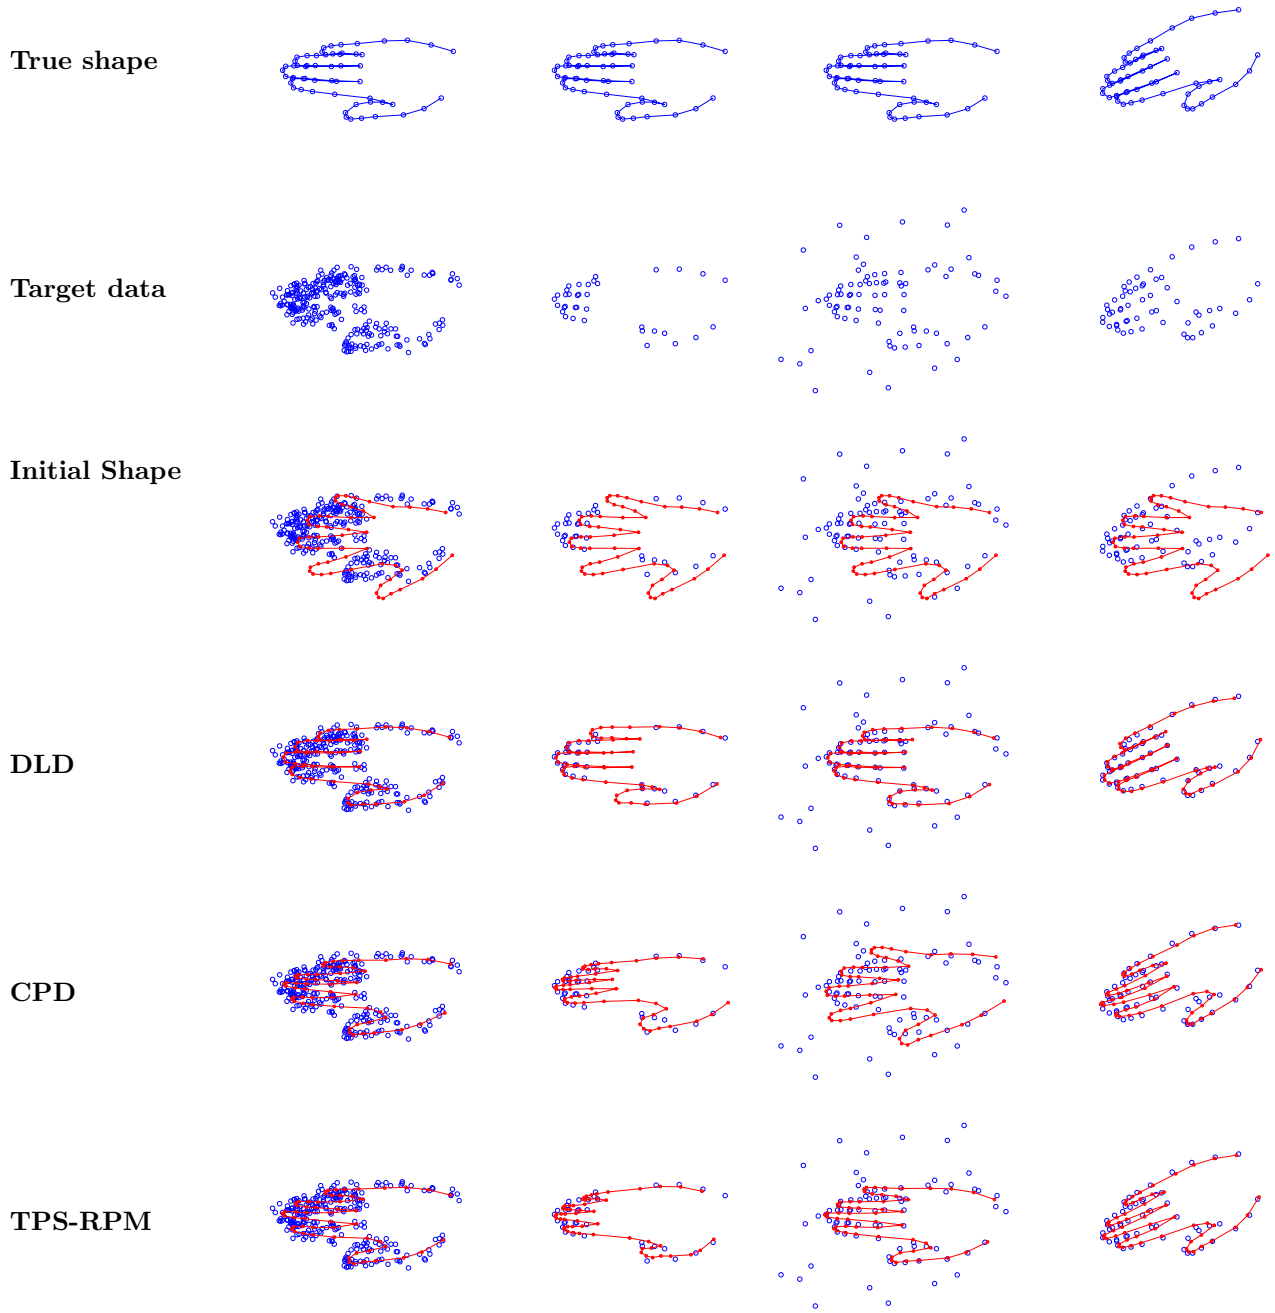 True shape
Target data
Initial Shape
DLD
CPD
TPS-RPM